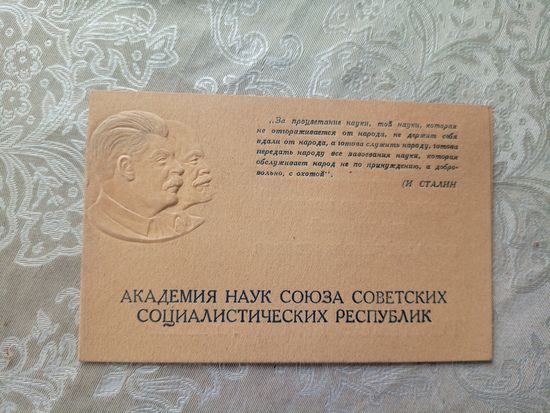 „За процветание науки, той науки, которая
не отгораживается от народа, не держит себя
вдали от народа, а готова служить народу, готова
передать народу все завоевания науки, которая
обслуживает народ не по принуждению, а добро-
вольно, с охотой".
(И СТАЛИН
АКАДЕМИЯ НАУК СОЮЗА СОВЕТСКИХ
СОЦИАЛИСТИЧЕСКИХ РЕСПУБЛИК